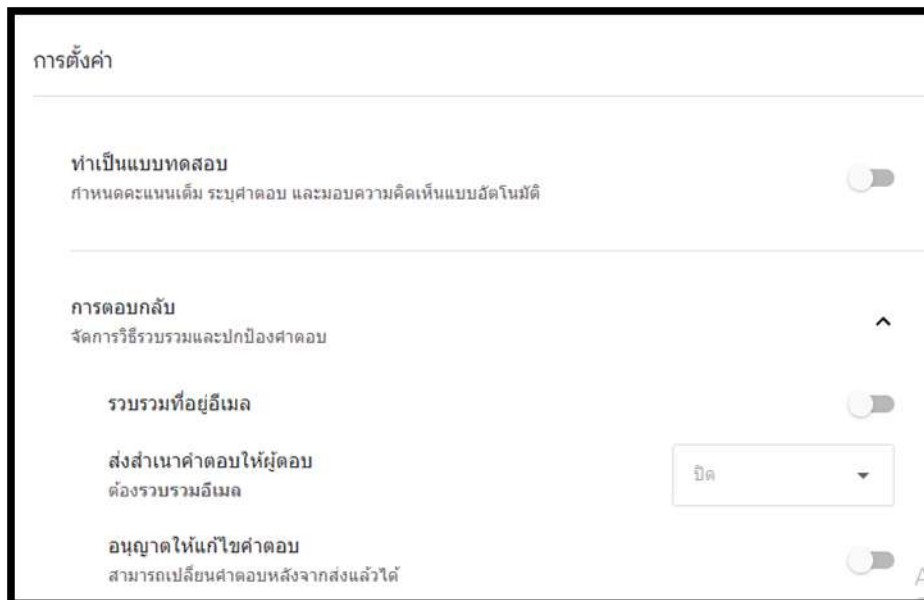 การตั้งค่า
ทำเป็นแบบทดสอบ
กำหนดคะแนนเต็ม ระบุคำตอบ และมอบความคิดเห็นแบบอัตโนมัติ
การตอบกลับ
จัดการวิธีรวบรวมและปกป้องคำตอบ
รวบรวมที่อยู่อีเมล
ส่งสำเนาคำตอบให้ผู้ตอบ
ต้องรวบรวมอีเมล
ปิด
อนุญาตให้แก้ไขคำตอบ
สามารถเปลี่ยนคำตอบหลังจากส่งแล้วได้